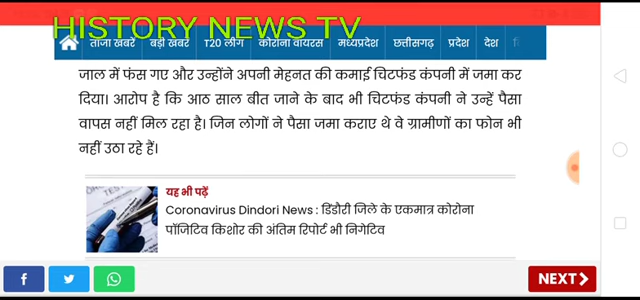 HISTORY NEWS TV
ताजा खबरें बड़ी खबरें T20 लीग कोरोना वायरस मध्यप्रदेश छत्तीसगढ़ प्रदेश देश
जाल में फंस गए और उन्होंने अपनी मेहनत की कमाई चिटफंड कंपनी में जमा कर
दिया। आरोप है कि आठ साल बीत जाने के बाद भी चिटफंड कंपनी ने उन्हें पैसा
वापस नहीं मिल रहा है। जिन लोगों ने पैसा जमा कराए थे वे ग्रामीणों का फोन भी
नहीं उठा रहे हैं।
यह भी पढ़ें
Coronavirus Dindori News : डिंडौरी जिले के एकमात्र कोरोना
पॉजिटिव किशोर की अंतिम रिपोर्ट भी निगेटिव
NEXT